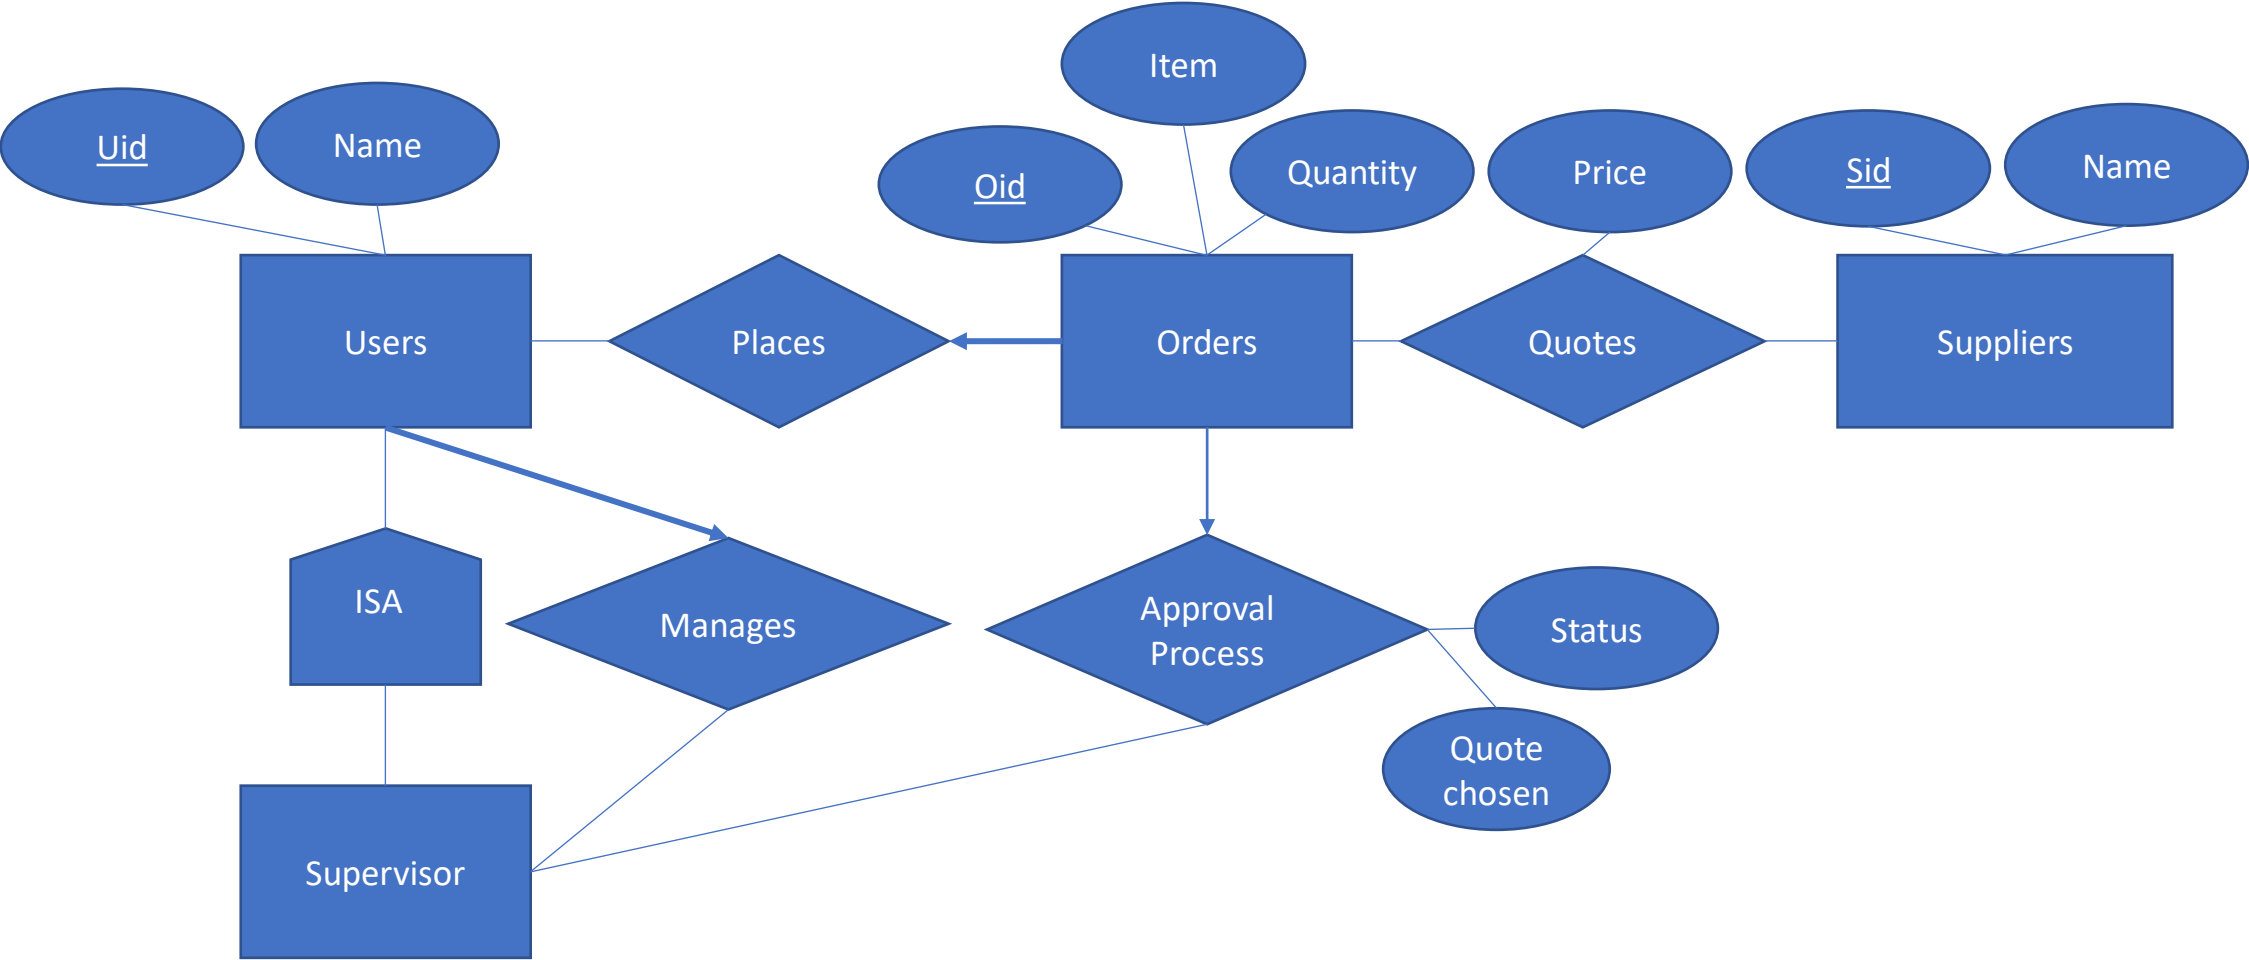 Item
Uid
Name
Oid
Quantity
Price
Sid
Name
Users
Places
Orders
Quotes
Suppliers
ISA
Manages
Approval
Process
Status
Quote
chosen
Supervisor